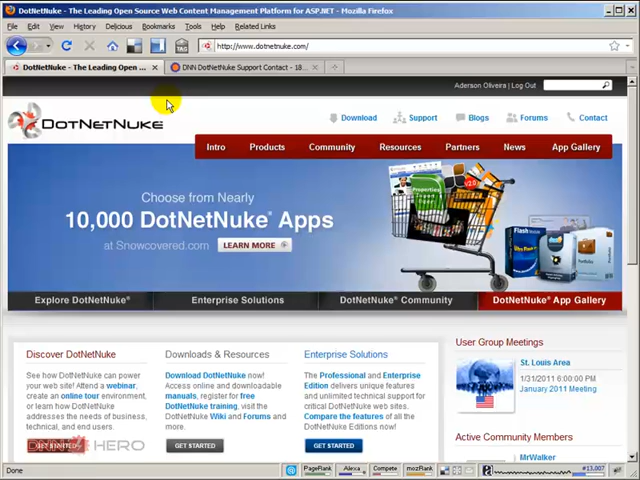 DotNetNuke - The Leading Open Source Web Content Management Platform for ASP.NET - Mozilla Firefox
File Edit View History Delicious Bookmarks Tools Help Related Links
http://www.dotnetnuke.com/
DotNetNuke - The Leading Open ...
DNN DotNetNuke Support Contact - 18...
Aderson Oliveira | Log Out
DOTNETNUKE
Download Support Blogs Forums Contact
Intro Products Community Resources Partners News App Gallery
Choose from Nearly
10,000 DotNetNuke® Apps
at Snowcovered.com LEARN MORE
Explore DotNetNuke® Enterprise Solutions DotNetNuke® Community DotNetNuke® App Gallery
Discover DotNetNuke
See how DotNetNuke can power
your web site! Attend a webinar,
create an online tour environment,
or learn how DotNetNuke
addresses the needs of business,
technical, and end users.
DNN HERO
Downloads & Resources
Download DotNetNuke now!
Access online and downloadable
manuals, register for free
DotNetNuke training, visit the
DotNetNuke Wiki and Forums and
more.
GET STARTED
Enterprise Solutions
The Professional and Enterprise
Edition delivers unique features
and unlimited technical support for
critical DotNetNuke web sites.
Compare the features of all the
DotNetNuke Editions now!
GET STARTED
User Group Meetings
St. Louis Area
1/31/2011 6:00:00 PM
January 2011 Meeting
Active Community Members
MrWalker
Done
PageRank Alexa Compete mozRank #13,007